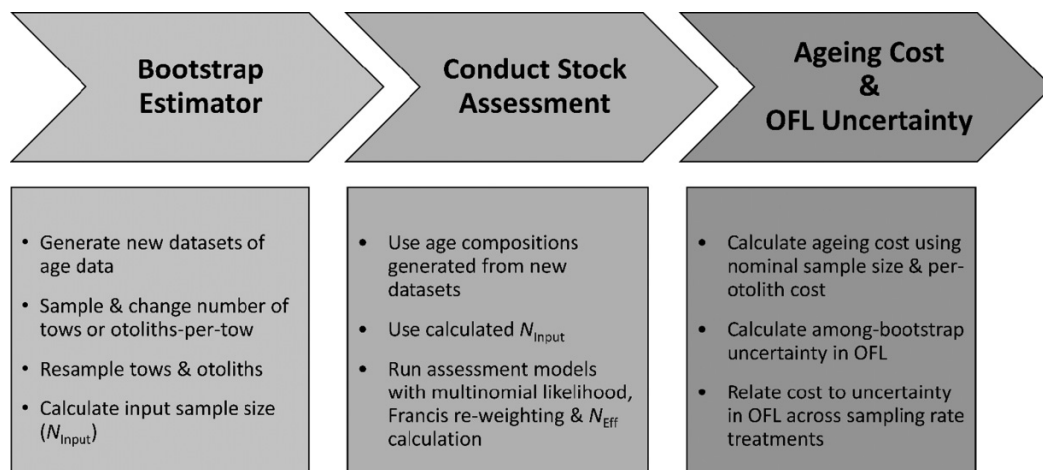 Bootstrap
Estimator
Conduct Stock
Assessment
Ageing Cost
&
OFL Uncertainty
• Generate new datasets of
age data
• Sample & change number of
tows or otoliths-per-tow
• Resample tows & otoliths
• Calculate input sample size
(N_Input)
• Use age compositions
generated from new
datasets
• Use calculated N_Input
• Run assessment models
with multinomial likelihood,
Francis re-weighting & N_Eff
calculation
• Calculate ageing cost using
nominal sample size & per-
otolith cost
• Calculate among-bootstrap
uncertainty in OFL
• Relate cost to uncertainty
in OFL across sampling rate
treatments